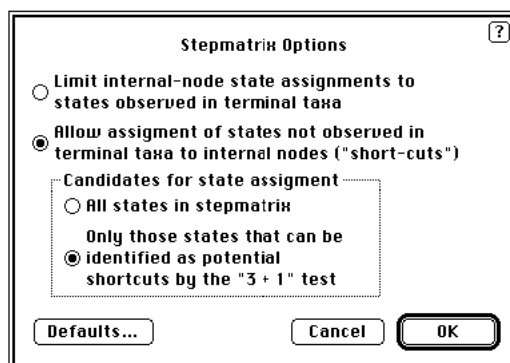 ?
Stepmatrix Options
Limit internal-node state assignments to
states observed in terminal taxa
Allow assigment of states not observed in
terminal taxa to internal nodes ("short-cuts")
Candidates for state assigment
All states in stepmatrix
Only those states that can be
identified as potential
shortcuts by the "3 + 1" test
Defaults... Cancel OK